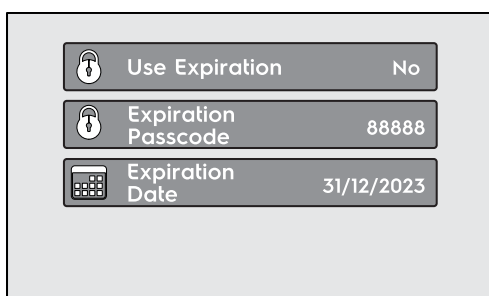 Use Expiration No
Expiration Passcode 88888
Expiration Date 31/12/2023